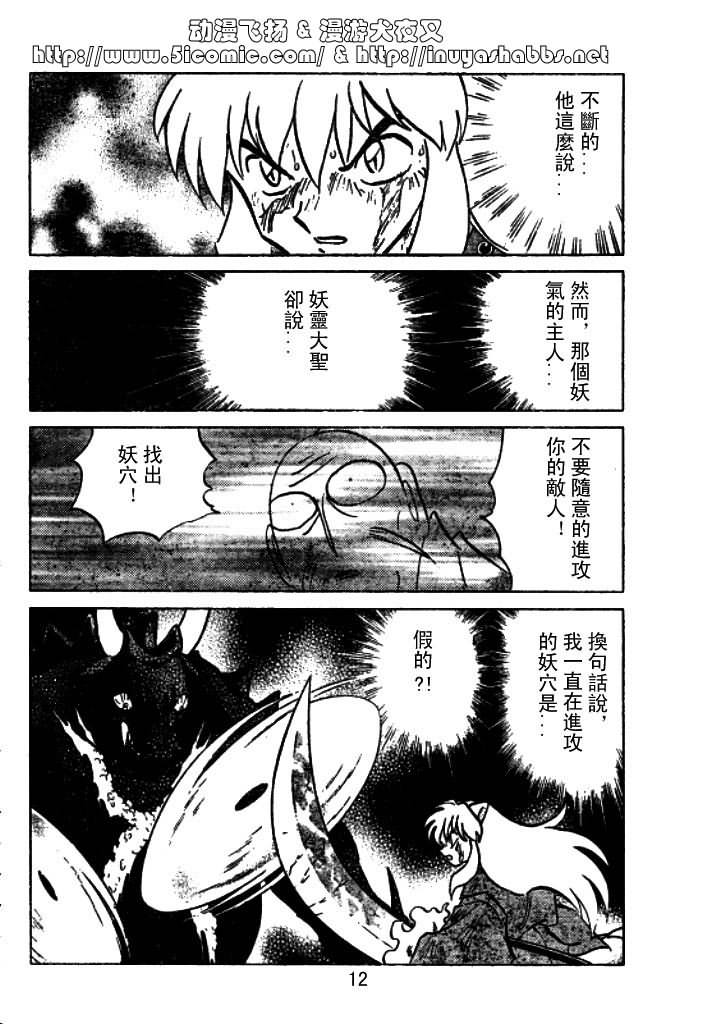 动漫飞扬 & 漫游犬夜叉
http://www.5icomic.com/ & http://inuyashabbs.net
不斷的…
他這麼說…
然而，那個妖
氣的主人…
妖靈大聖
卻說…
不要隨意的進攻
你的敵人！
找出
妖穴！
換句話說，
我一直在進攻
的妖穴是…
假的
?!
12